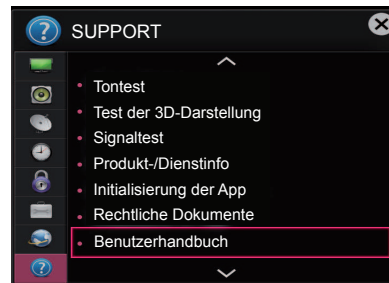 SUPPORT
Tontest
Test der 3D-Darstellung
Signaltest
Produkt-/Dienstinfo
Initialisierung der App
Rechtliche Dokumente
Benutzerhandbuch